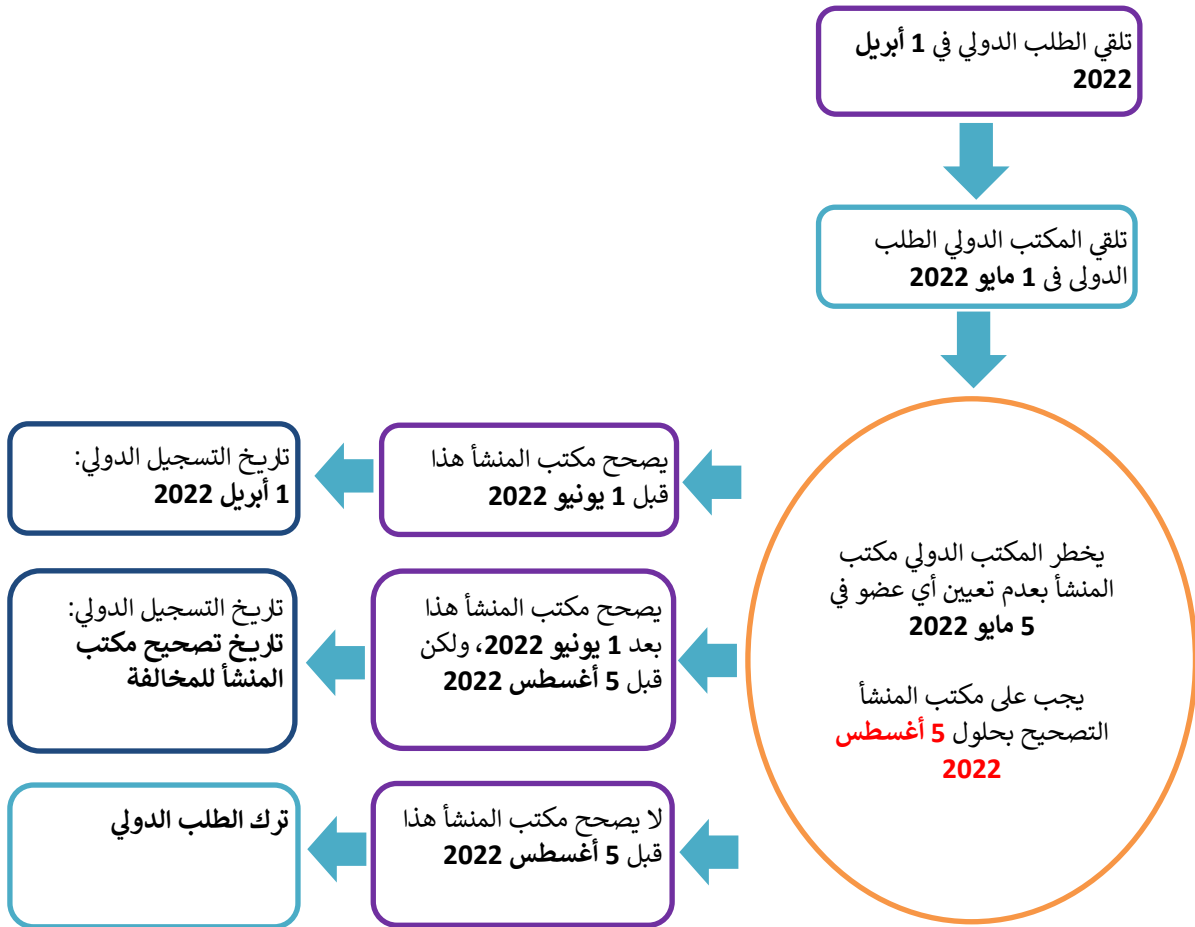 تلقي الطلب الدولي في 1 أبريل
2022
تلقي المكتب الدولي الطلب
الدولي في 1 مايو 2022
يخطر المكتب الدولي مكتب
المنشأ بعدم تعيين أي عضو في
5 مايو 2022
يجب على مكتب المنشأ
التصحيح بحلول 5 أغسطس
2022
يصحح مكتب المنشأ هذا
قبل 1 يونيو 2022
تاريخ التسجيل الدولي:
1 أبريل 2022
يصحح مكتب المنشأ هذا
بعد 1 يونيو 2022، ولكن
قبل 5 أغسطس 2022
تاريخ التسجيل الدولي:
تاريخ تصحيح مكتب
المنشأ للمخالفة
لا يصحح مكتب المنشأ هذا
قبل 5 أغسطس 2022
ترك الطلب الدولي